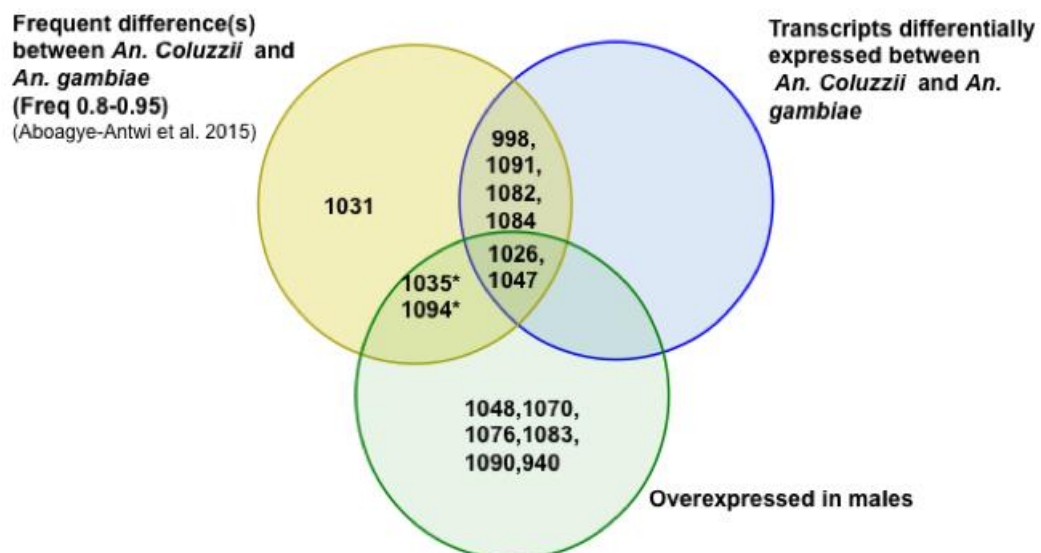 Frequent difference(s)
between An. Coluzzii and
An. gambiae
(Freq 0.8-0.95)
(Aboagye-Antwi et al. 2015)
Transcripts differentially
expressed between
An. Coluzzii and An.
gambiae
998,
1091,
1082,
1084
1031
1026,
1047
1035*
1094*
1048,1070,
1076,1083,
1090,940
Overexpressed in males